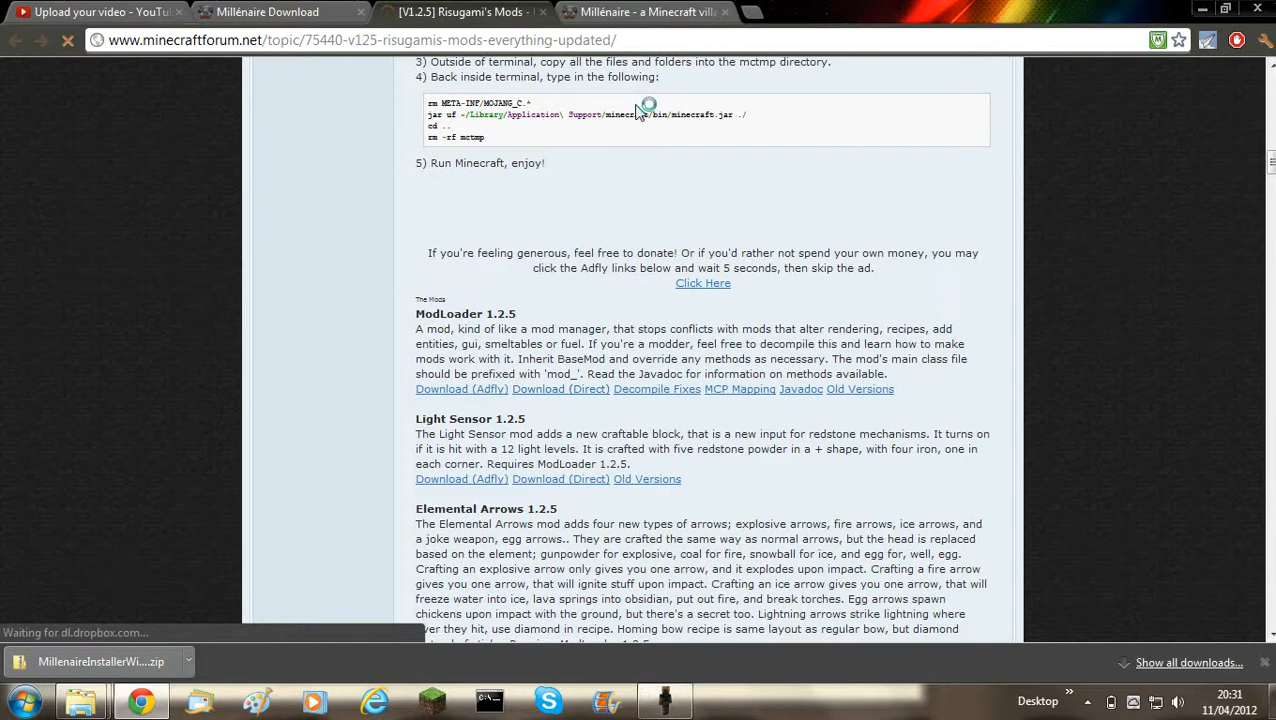 Upload your video - YouTu
Millénaire Download
[V1.2.5] Risugami's Mods -
Millénaire - a Minecraft villa
www.minecraftforum.net/topic/75440-v125-risugamis-mods-everything-updated/
3) Outside of terminal, copy all the files and folders into the mctmp directory.
4) Back inside terminal, type in the following:
rm META-INF/MOJANG_C.*
jar uf ~/Library/Application\ Support/minecraft/bin/minecraft.jar ./
cd ..
rm -rf mctmp
5) Run Minecraft, enjoy!
If you're feeling generous, feel free to donate! Or if you'd rather not spend your own money, you may
click the Adfly links below and wait 5 seconds, then skip the ad.
Click Here
The Mods
ModLoader 1.2.5
A mod, kind of like a mod manager, that stops conflicts with mods that alter rendering, recipes, add
entities, gui, smeltables or fuel. If you're a modder, feel free to decompile this and learn how to make
mods work with it. Inherit BaseMod and override any methods as necessary. The mod's main class file
should be prefixed with 'mod_'. Read the Javadoc for information on methods available.
Download (Adfly) Download (Direct) Decompile Fixes MCP Mapping Javadoc Old Versions
Light Sensor 1.2.5
The Light Sensor mod adds a new craftable block, that is a new input for redstone mechanisms. It turns on
if it is hit with a 12 light levels. It is crafted with five redstone powder in a + shape, with four iron, one in
each corner. Requires ModLoader 1.2.5.
Download (Adfly) Download (Direct) Old Versions
Elemental Arrows 1.2.5
The Elemental Arrows mod adds four new types of arrows; explosive arrows, fire arrows, ice arrows, and
a joke weapon, egg arrows.. They are crafted the same way as normal arrows, but the head is replaced
based on the element; gunpowder for explosive, coal for fire, snowball for ice, and egg for, well, egg.
Crafting an explosive arrow only gives you one arrow, and it explodes upon impact. Crafting a fire arrow
gives you one arrow, that will ignite stuff upon impact. Crafting an ice arrow gives you one arrow, that will
freeze water into ice, lava springs into obsidian, put out fire, and break torches. Egg arrows spawn
chickens upon impact with the ground, but there's a secret too. Lightning arrows strike lightning where
ver they hit, use diamond in recipe. Homing bow recipe is same layout as regular bow, but diamond
Waiting for dl.dropbox.com...
MillenaireInstallerWi....zip
Show all downloads...
Desktop
20:31
11/04/2012